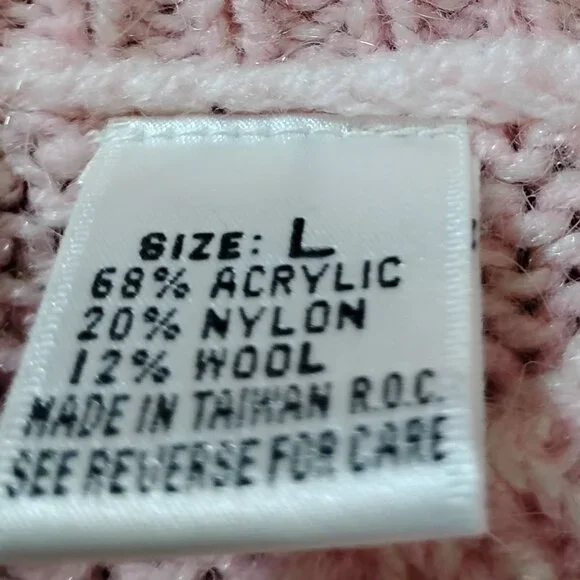 SIZE: L
68% ACRYLIC
20% NYLON
12% WOOL
MADE IN TAIWAN R.O.C.
SEE REVERSE FOR CARE